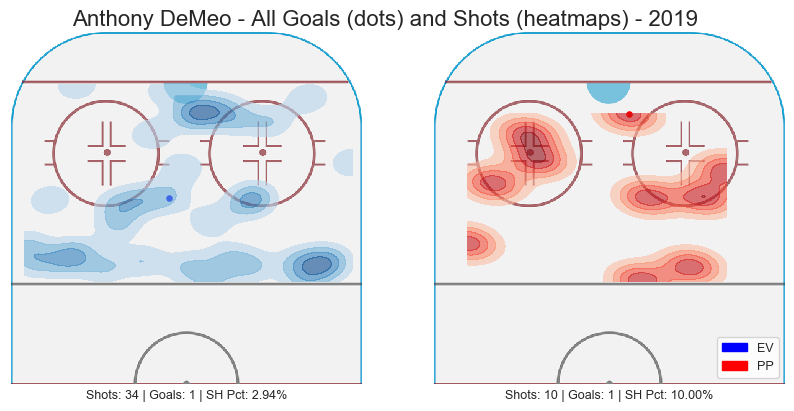 Anthony DeMeo - All Goals (dots) and Shots (heatmaps) - 2019
EV
PP
Shots: 34 | Goals: 1 | SH Pct: 2.94%
Shots: 10 | Goals: 1 | SH Pct: 10.00%